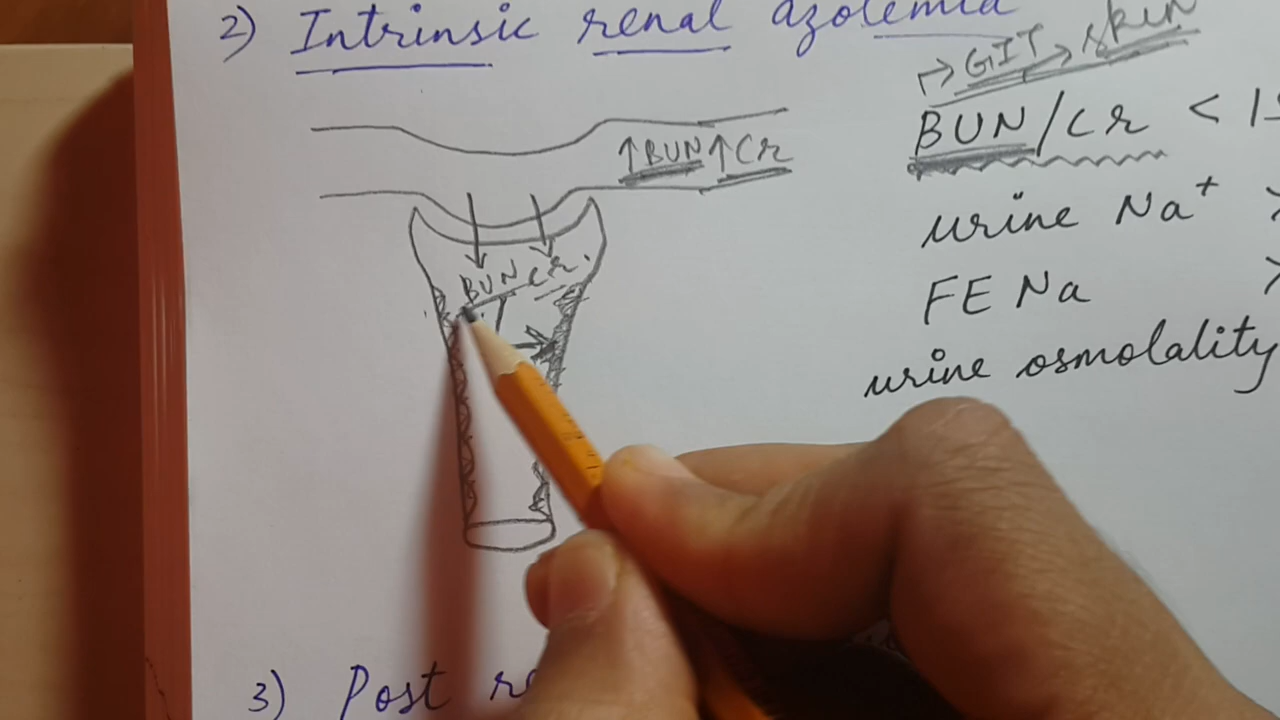 2) Intrinsic renal azotemia
→ GIT → skin
BUN/Cr <
↑BUN ↑Cr
urine Na⁺ >
BUN Cr
FE Na >
urine osmolality
3) Post